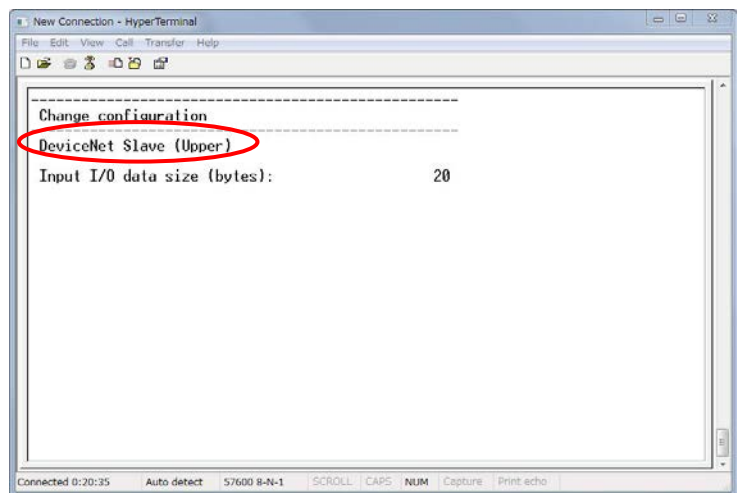 New Connection - HyperTerminal
File Edit View Call Transfer Help
Change configuration
DeviceNet Slave (Upper)
Input I/O data size (bytes): 20
Connected 0:20:35 Auto detect 57600 8-N-1 SCROLL CAPS NUM Capture Print echo